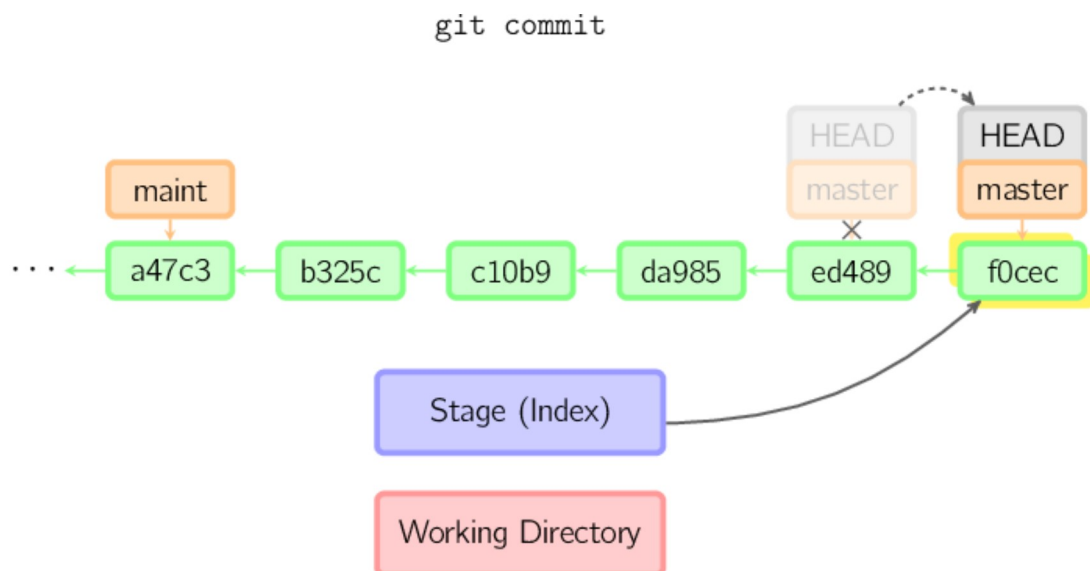 git commit
HEAD HEAD
maint master master
... a47c3 b325c c10b9 da985 ed489 f0cec
Stage (Index)
Working Directory